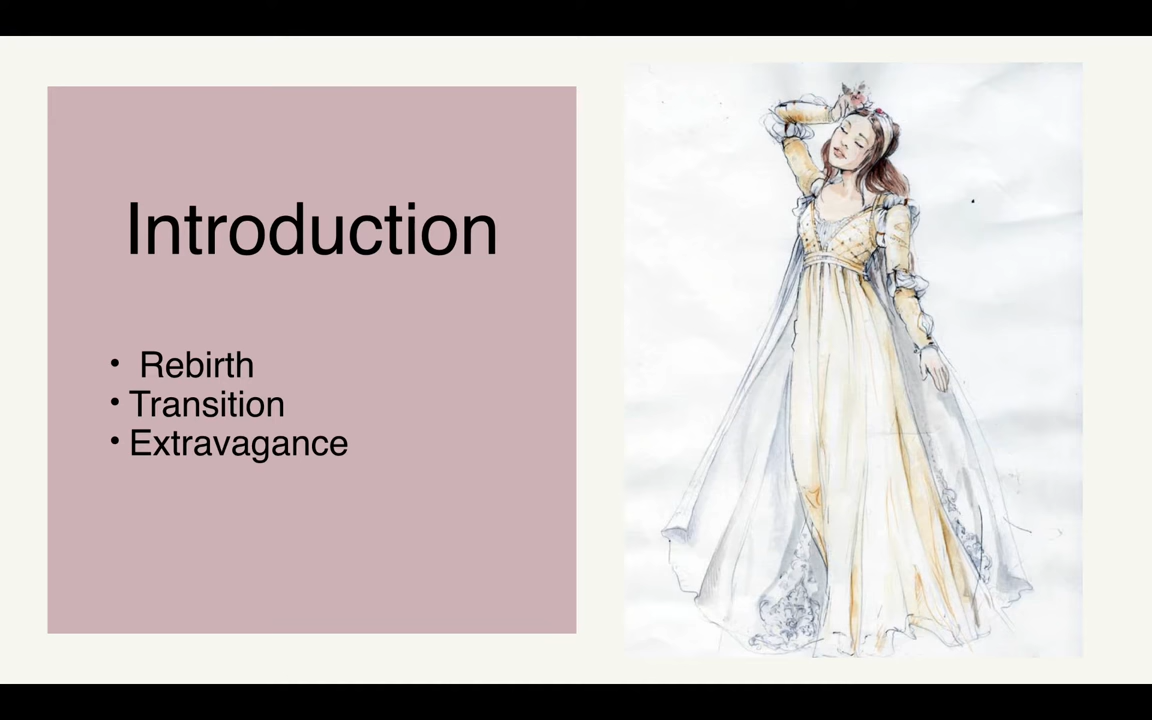 Introduction
• Rebirth
• Transition
• Extravagance